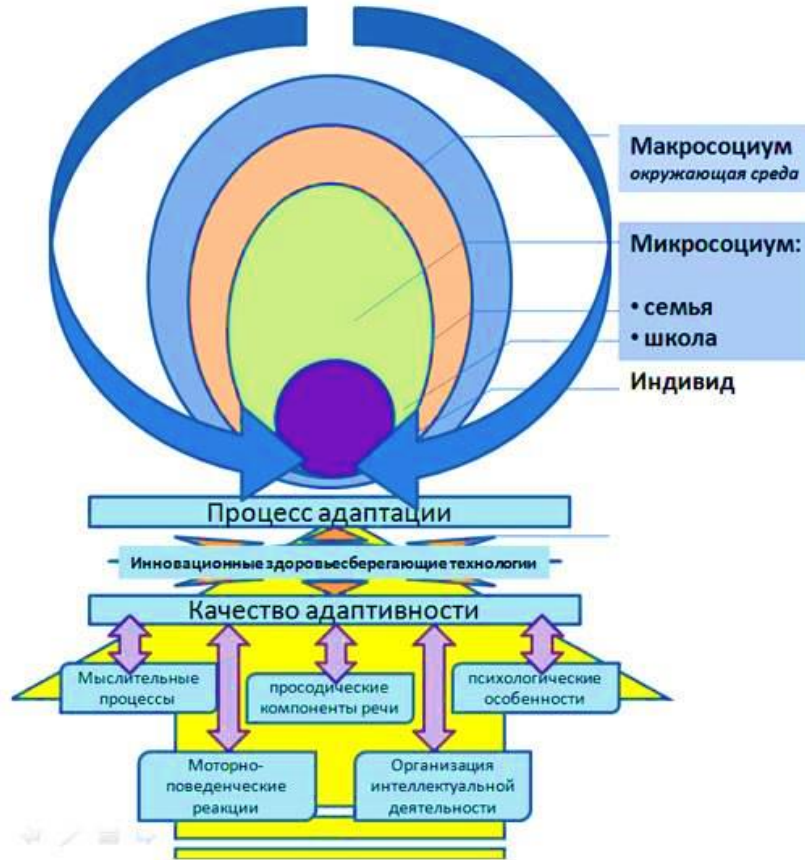 Макросоциум
окружающая среда
Микросоциум:
• семья
• школа
Индивид
Процесс адаптации
Инновационные здоровьесберегающие технологии
Качество адаптивности
Мыслительные
процессы
просодические
компоненты речи
психологические
особенности
Моторно-
поведенческие
реакции
Организация
интеллектуальной
деятельности